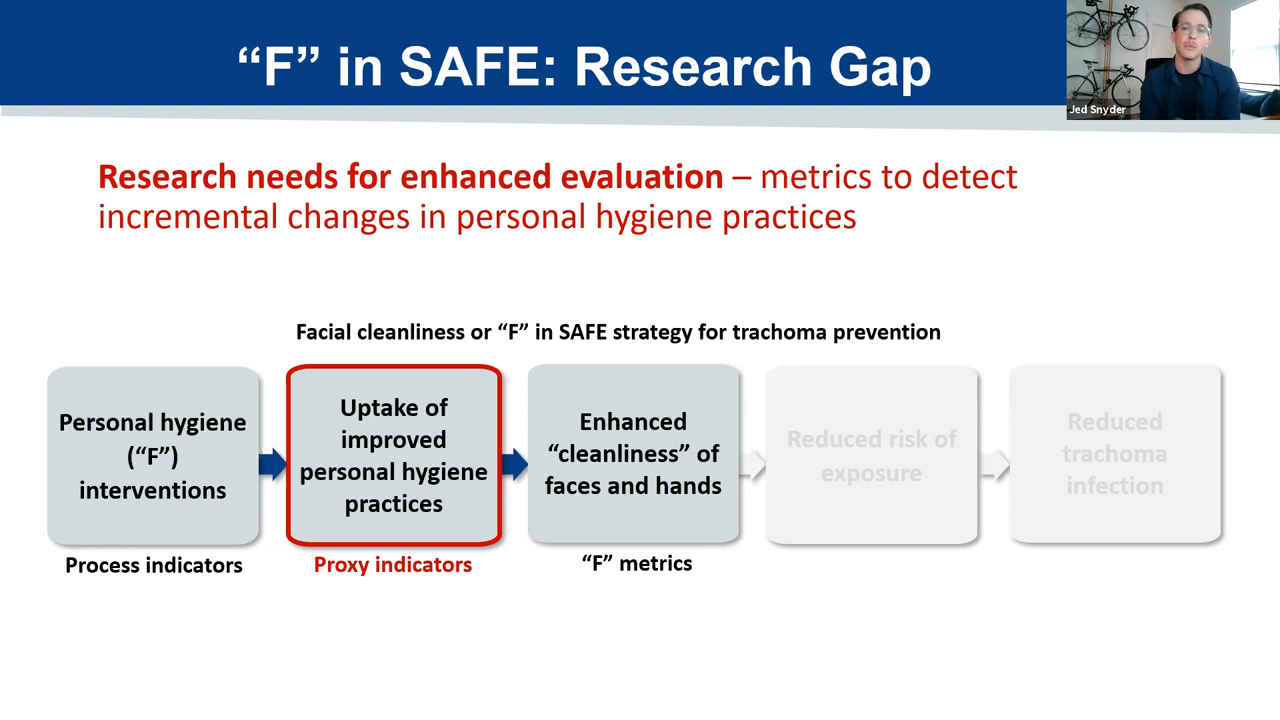 “F” in SAFE: Research Gap
Jed Snyder
Research needs for enhanced evaluation – metrics to detect
incremental changes in personal hygiene practices
Facial cleanliness or “F” in SAFE strategy for trachoma prevention
Personal hygiene
(“F”)
interventions
Uptake of
improved
personal hygiene
practices
Enhanced
“cleanliness” of
faces and hands
Reduced risk of
exposure
Reduced
trachoma
infection
Process indicators
Proxy indicators
“F” metrics